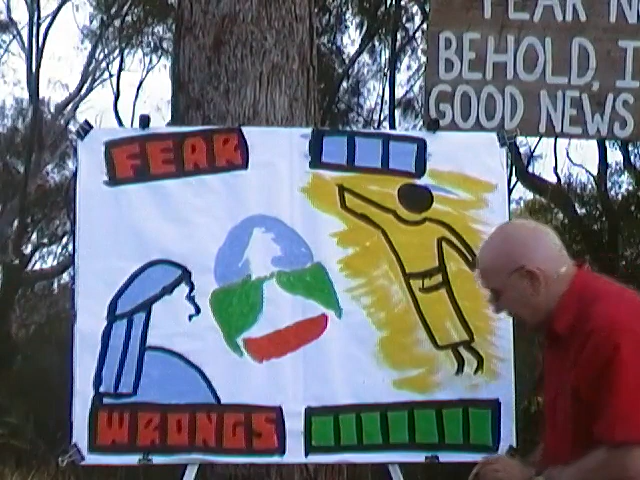 FEAR N
BEHOLD, I
GOOD NEWS
FEAR
WRONGS